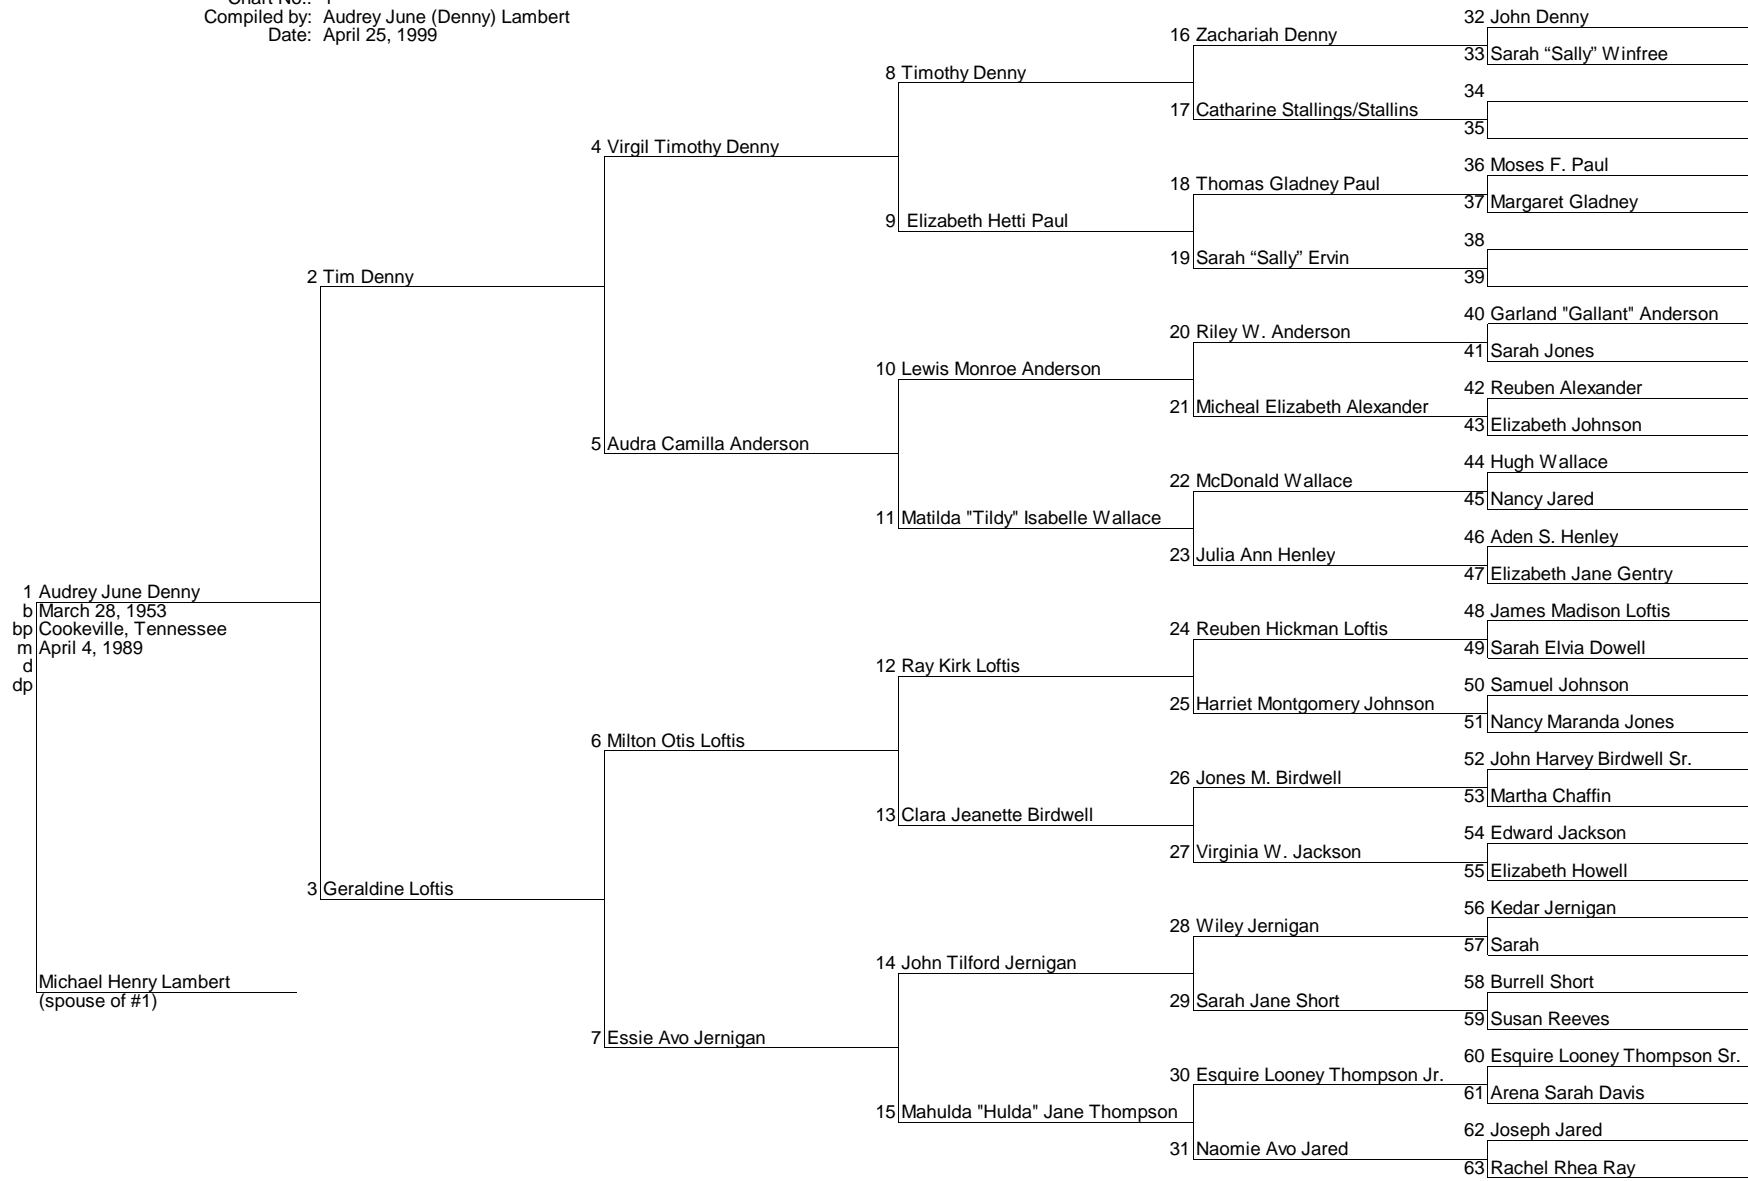 Chart No.: 1
Compiled by: Audrey June (Denny) Lambert
Date: April 25, 1999
1 Audrey June Denny
b March 28, 1953
bp Cookeville, Tennessee
m April 4, 1989
d
dp
Michael Henry Lambert
(spouse of #1)
2 Tim Denny
3 Geraldine Loftis
4 Virgil Timothy Denny
5 Audra Camilla Anderson
6 Milton Otis Loftis
7 Essie Avo Jernigan
8 Timothy Denny
9 Elizabeth Hetti Paul
10 Lewis Monroe Anderson
11 Matilda "Tildy" Isabelle Wallace
12 Ray Kirk Loftis
13 Clara Jeanette Birdwell
14 John Tilford Jernigan
15 Mahulda "Hulda" Jane Thompson
16 Zachariah Denny
17 Catharine Stallings/Stallins
18 Thomas Gladney Paul
19 Sarah “Sally” Ervin
20 Riley W. Anderson
21 Micheal Elizabeth Alexander
22 McDonald Wallace
23 Julia Ann Henley
24 Reuben Hickman Loftis
25 Harriet Montgomery Johnson
26 Jones M. Birdwell
27 Virginia W. Jackson
28 Wiley Jernigan
29 Sarah Jane Short
30 Esquire Looney Thompson Jr.
31 Naomie Avo Jared
32 John Denny
33 Sarah “Sally” Winfree
34
35
36 Moses F. Paul
37 Margaret Gladney
38
39
40 Garland "Gallant" Anderson
41 Sarah Jones
42 Reuben Alexander
43 Elizabeth Johnson
44 Hugh Wallace
45 Nancy Jared
46 Aden S. Henley
47 Elizabeth Jane Gentry
48 James Madison Loftis
49 Sarah Elvia Dowell
50 Samuel Johnson
51 Nancy Maranda Jones
52 John Harvey Birdwell Sr.
53 Martha Chaffin
54 Edward Jackson
55 Elizabeth Howell
56 Kedar Jernigan
57 Sarah
58 Burrell Short
59 Susan Reeves
60 Esquire Looney Thompson Sr.
61 Arena Sarah Davis
62 Joseph Jared
63 Rachel Rhea Ray